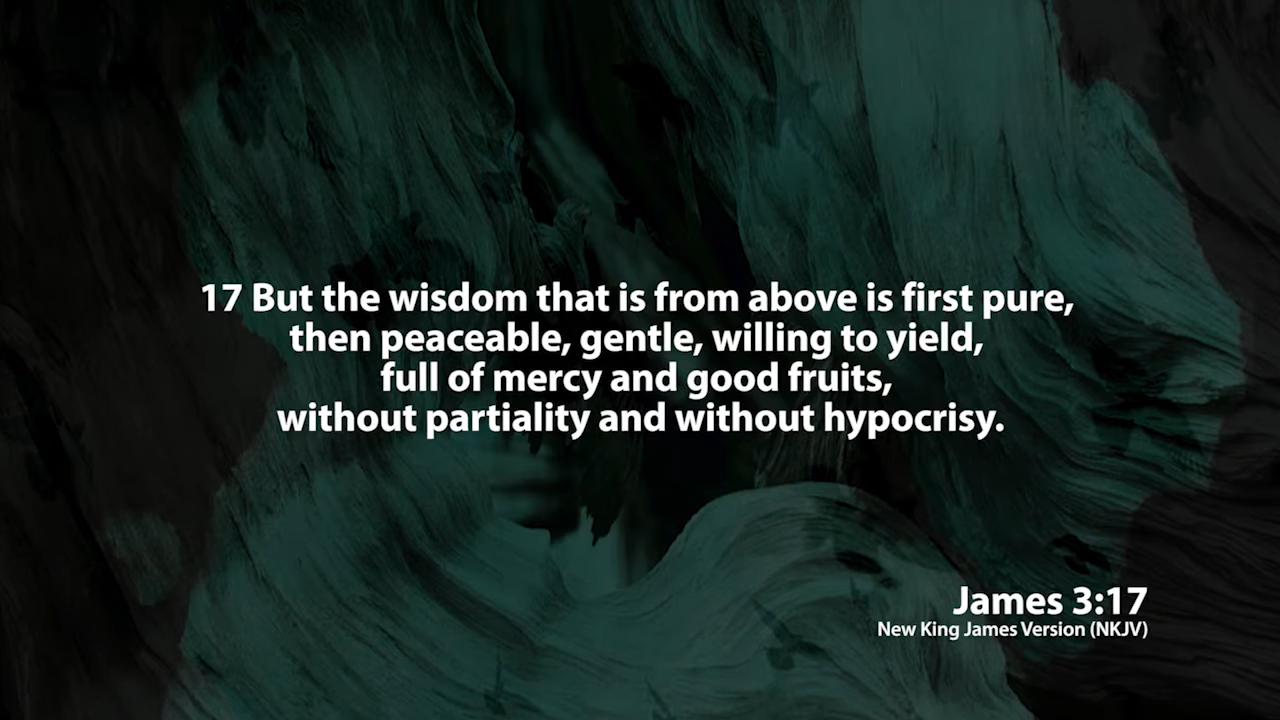 17 But the wisdom that is from above is first pure,
then peaceable, gentle, willing to yield,
full of mercy and good fruits,
without partiality and without hypocrisy.
James 3:17
New King James Version (NKJV)